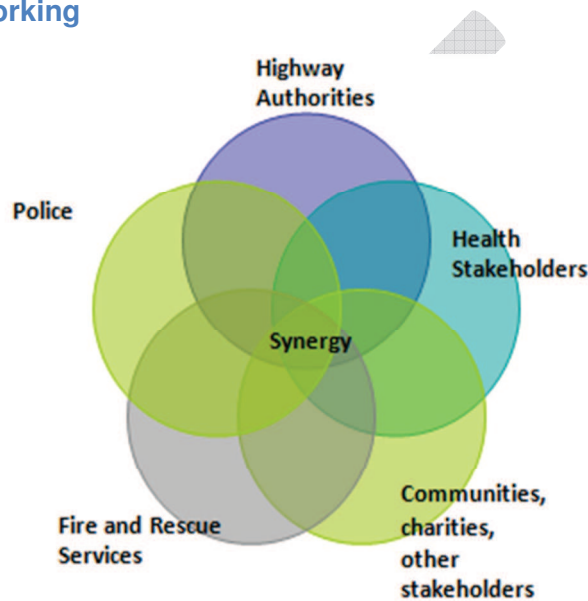 orking
Highway
Authorities
Police
Health
Stakeholders
Synergy
Communities,
charities,
other
stakeholders
Fire and Rescue
Services